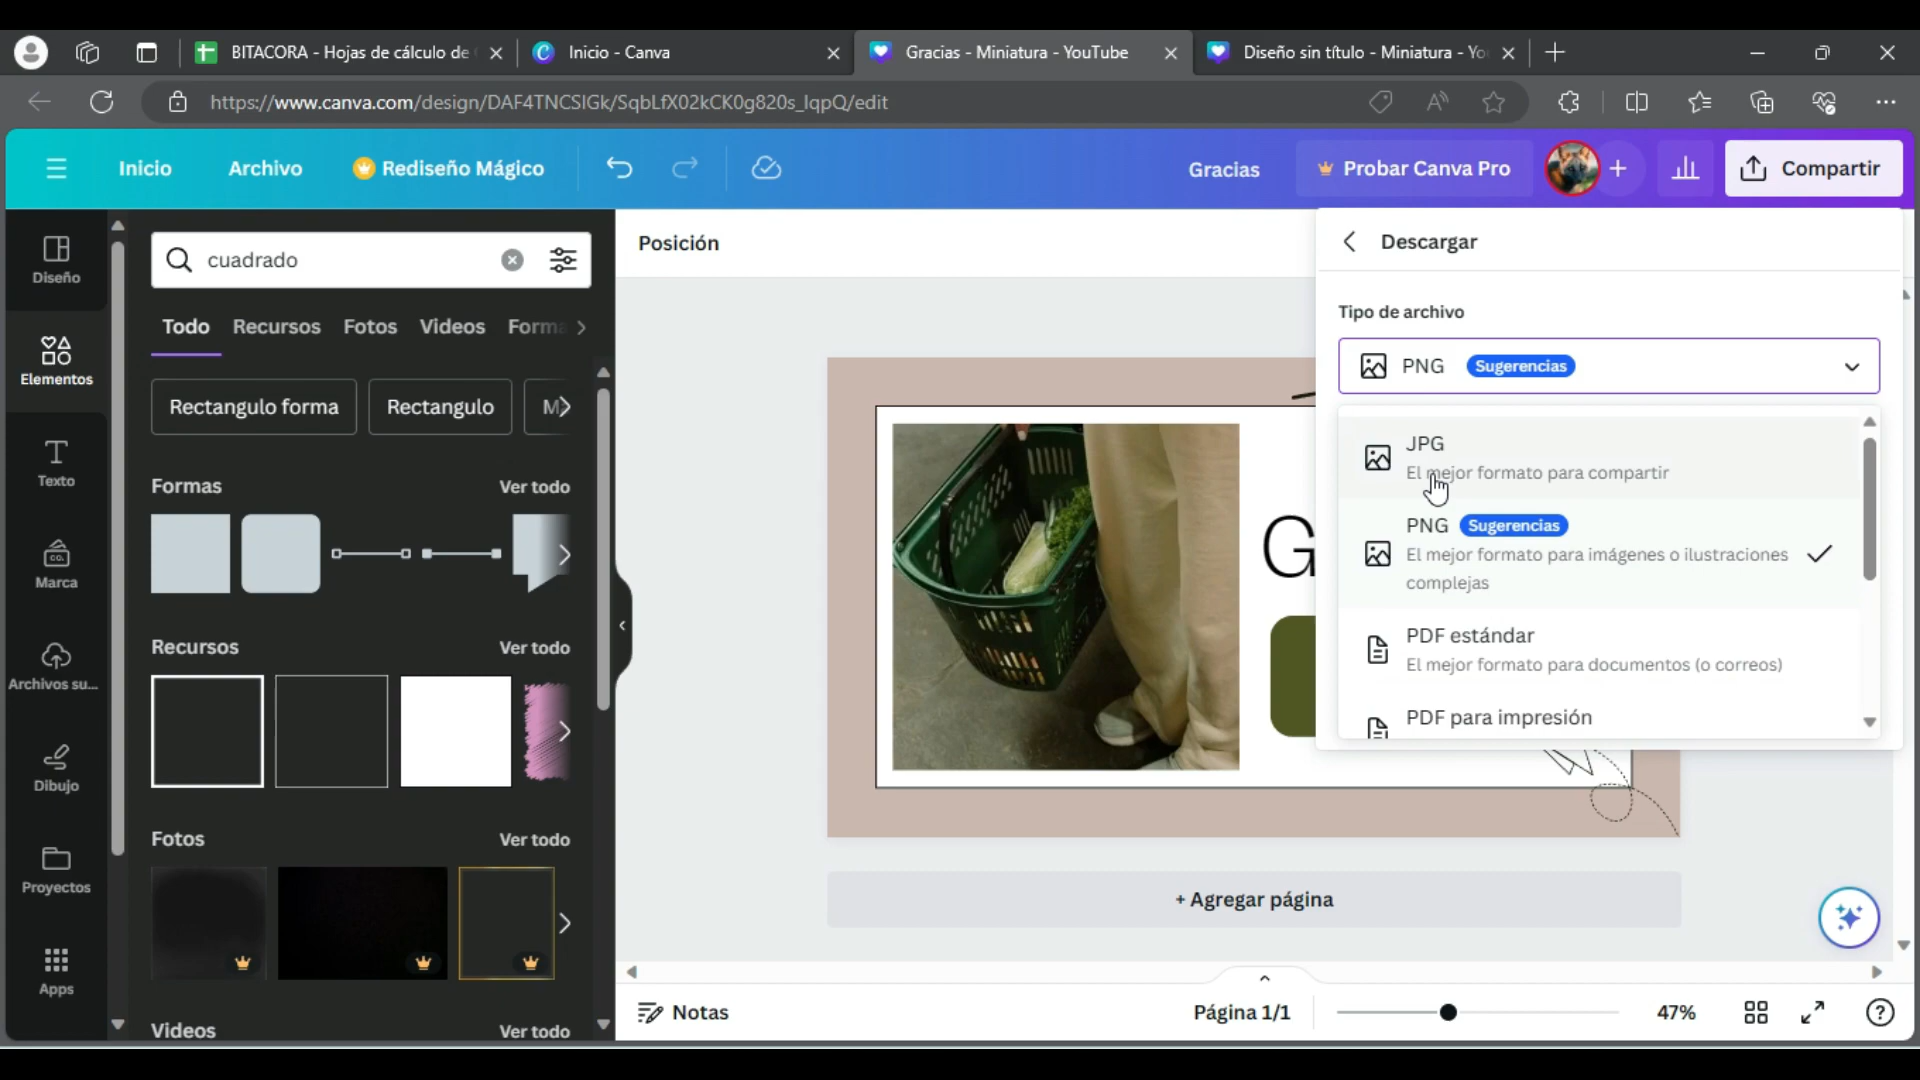 BITACORA - Hojas de cálculo de
Inicio - Canva
Gracias - Miniatura - YouTube
Diseño sin título - Miniatura - Yo
https://www.canva.com/design/DAF4TNCSIGk/SqbLfX02kCK0g820s_IqpQ/edit
Inicio
Archivo
Rediseño Mágico
Gracias
Probar Canva Pro
Compartir
Diseño
Elementos
Texto
Marca
Archivos su...
Dibujo
Proyectos
Apps
cuadrado
Todo Recursos Fotos Videos Forma
Rectangulo forma
Rectangulo
M
Formas
Ver todo
Recursos
Ver todo
Fotos
Ver todo
Videos
Ver todo
Posición
G
+ Agregar página
Notas
Página 1/1
47%
Descargar
Tipo de archivo
PNG Sugerencias
JPG
El mejor formato para compartir
PNG Sugerencias
El mejor formato para imágenes o ilustraciones
complejas
PDF estándar
El mejor formato para documentos (o correos)
PDF para impresión